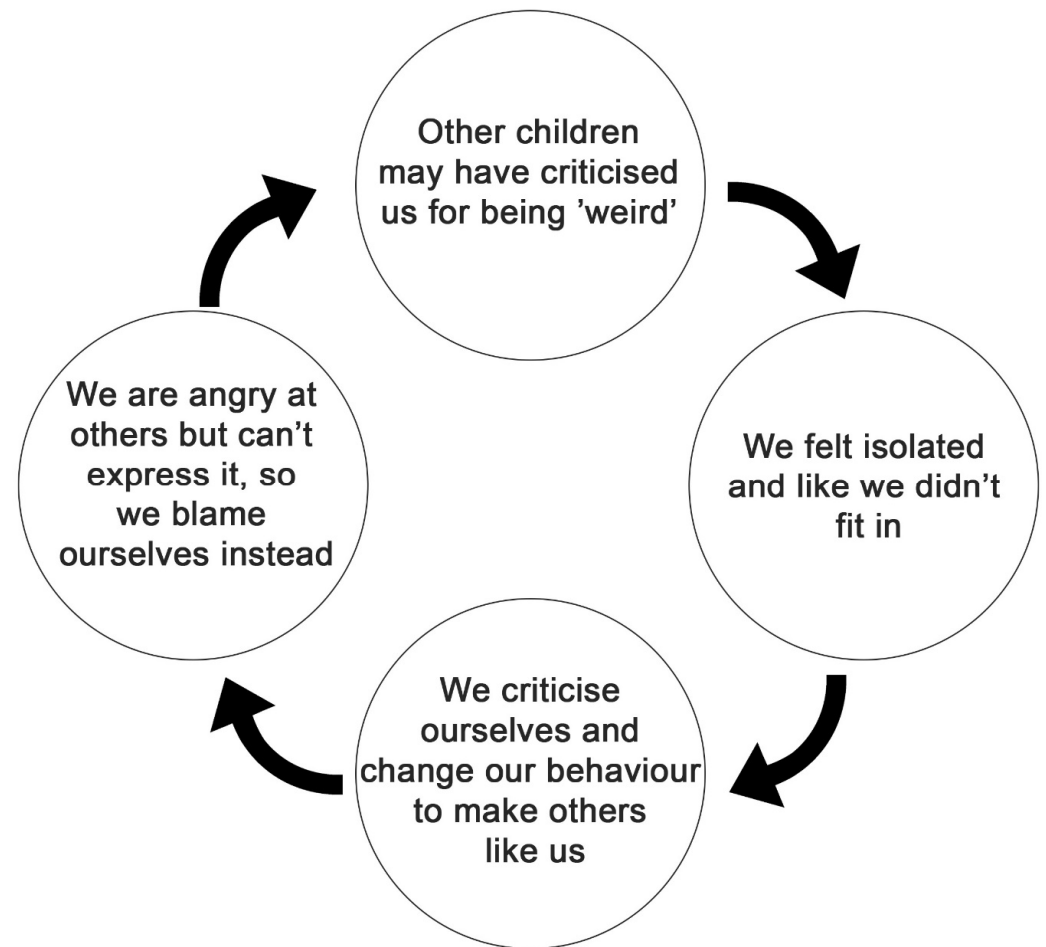 Other children
may have criticised
us for being ’weird’
We felt isolated
and like we didn’t
fit in
We criticise
ourselves and
change our behaviour
to make others
like us
We are angry at
others but can’t
express it, so
we blame
ourselves instead